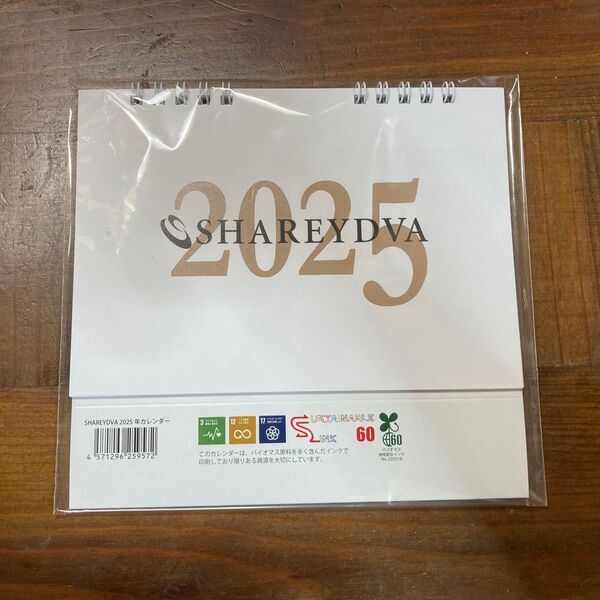 2025
SHAREYDVA
SHAREYDVA 2025 年カレンダー
4 571296 259572
3
12
17
SUSTAINABLE
INK
60
60
バイオマス
No.230216
このカレンダーは、バイオマス原料を多く含んだインクで
印刷しており限りある資源を大切にしています。